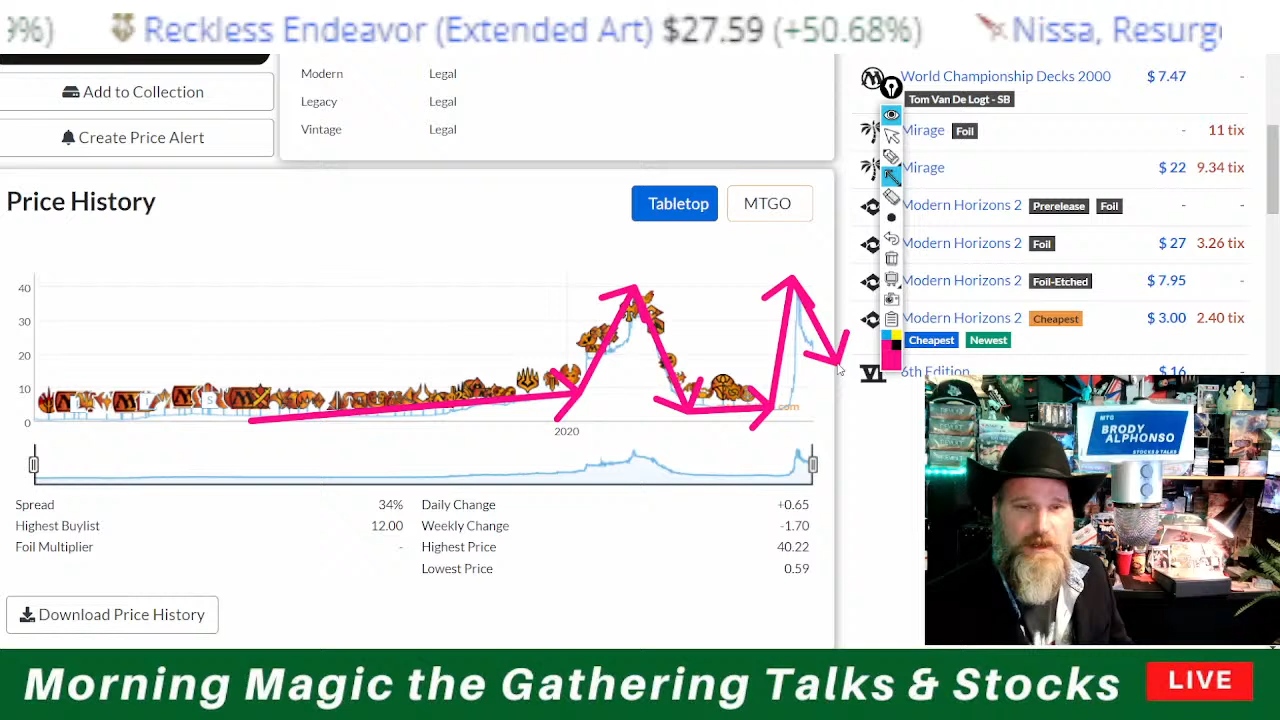 9%) Reckless Endeavor (Extended Art) $27.59 (+50.68%) Nissa, Resurg
Add to Collection
Create Price Alert
Modern Legal
Legacy Legal
Vintage Legal
Price History
Tabletop MTGO
40
30
20
10
0
2020
.com
Spread 34% Daily Change +0.65
Highest Buylist 12.00 Weekly Change -1.70
Foil Multiplier - Highest Price 40.22
Lowest Price 0.59
Download Price History
World Championship Decks 2000 $ 7.47 -
Tom Van De Logt - SB
Mirage Foil - 11 tix
Mirage $ 22 9.34 tix
Modern Horizons 2 Prerelease Foil - -
Modern Horizons 2 Foil $ 27 3.26 tix
Modern Horizons 2 Foil-Etched $ 7.95 -
Modern Horizons 2 Cheapest $ 3.00 2.40 tix
Cheapest Newest
6th Edition $ 16
MTG
BRODY
ALPHONSO
STOCKS & TALKS
Morning Magic the Gathering Talks & Stocks LIVE